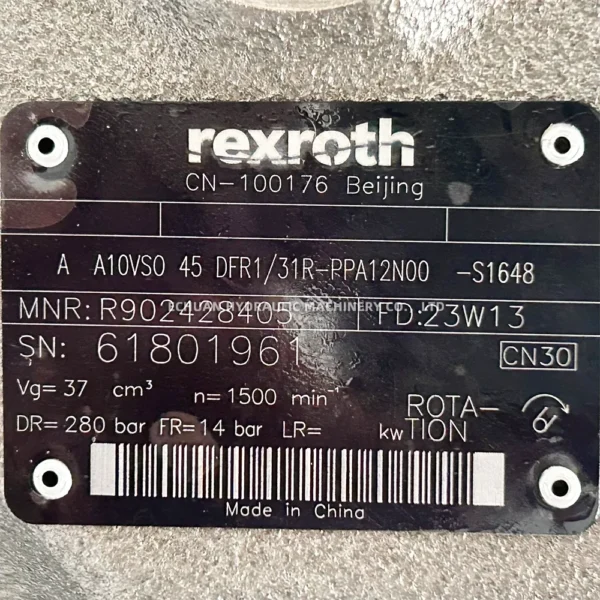 rexroth
CN-100176 Beijing
A A10VSO 45 DFR1/31R-PPA12N00 -S1648
ECHUAN HYDRAULIC MACHINERY CO., LTD
MNR: R902428405 FD:23W13
SN: 61801961 CN30
Vg= 37 cm³ n= 1500 min⁻¹
DR= 280 bar FR= 14 bar LR= kw
ROTA-
TION
Made in China